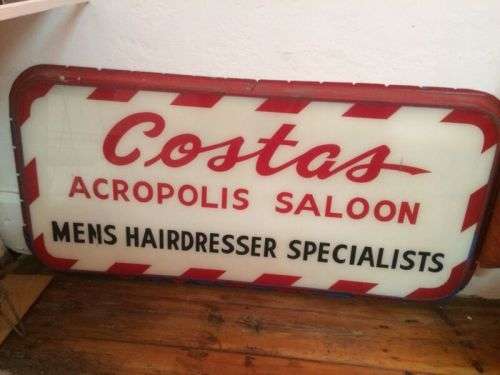 Costas
ACROPOLIS SALOON
MENS HAIRDRESSER SPECIALISTS